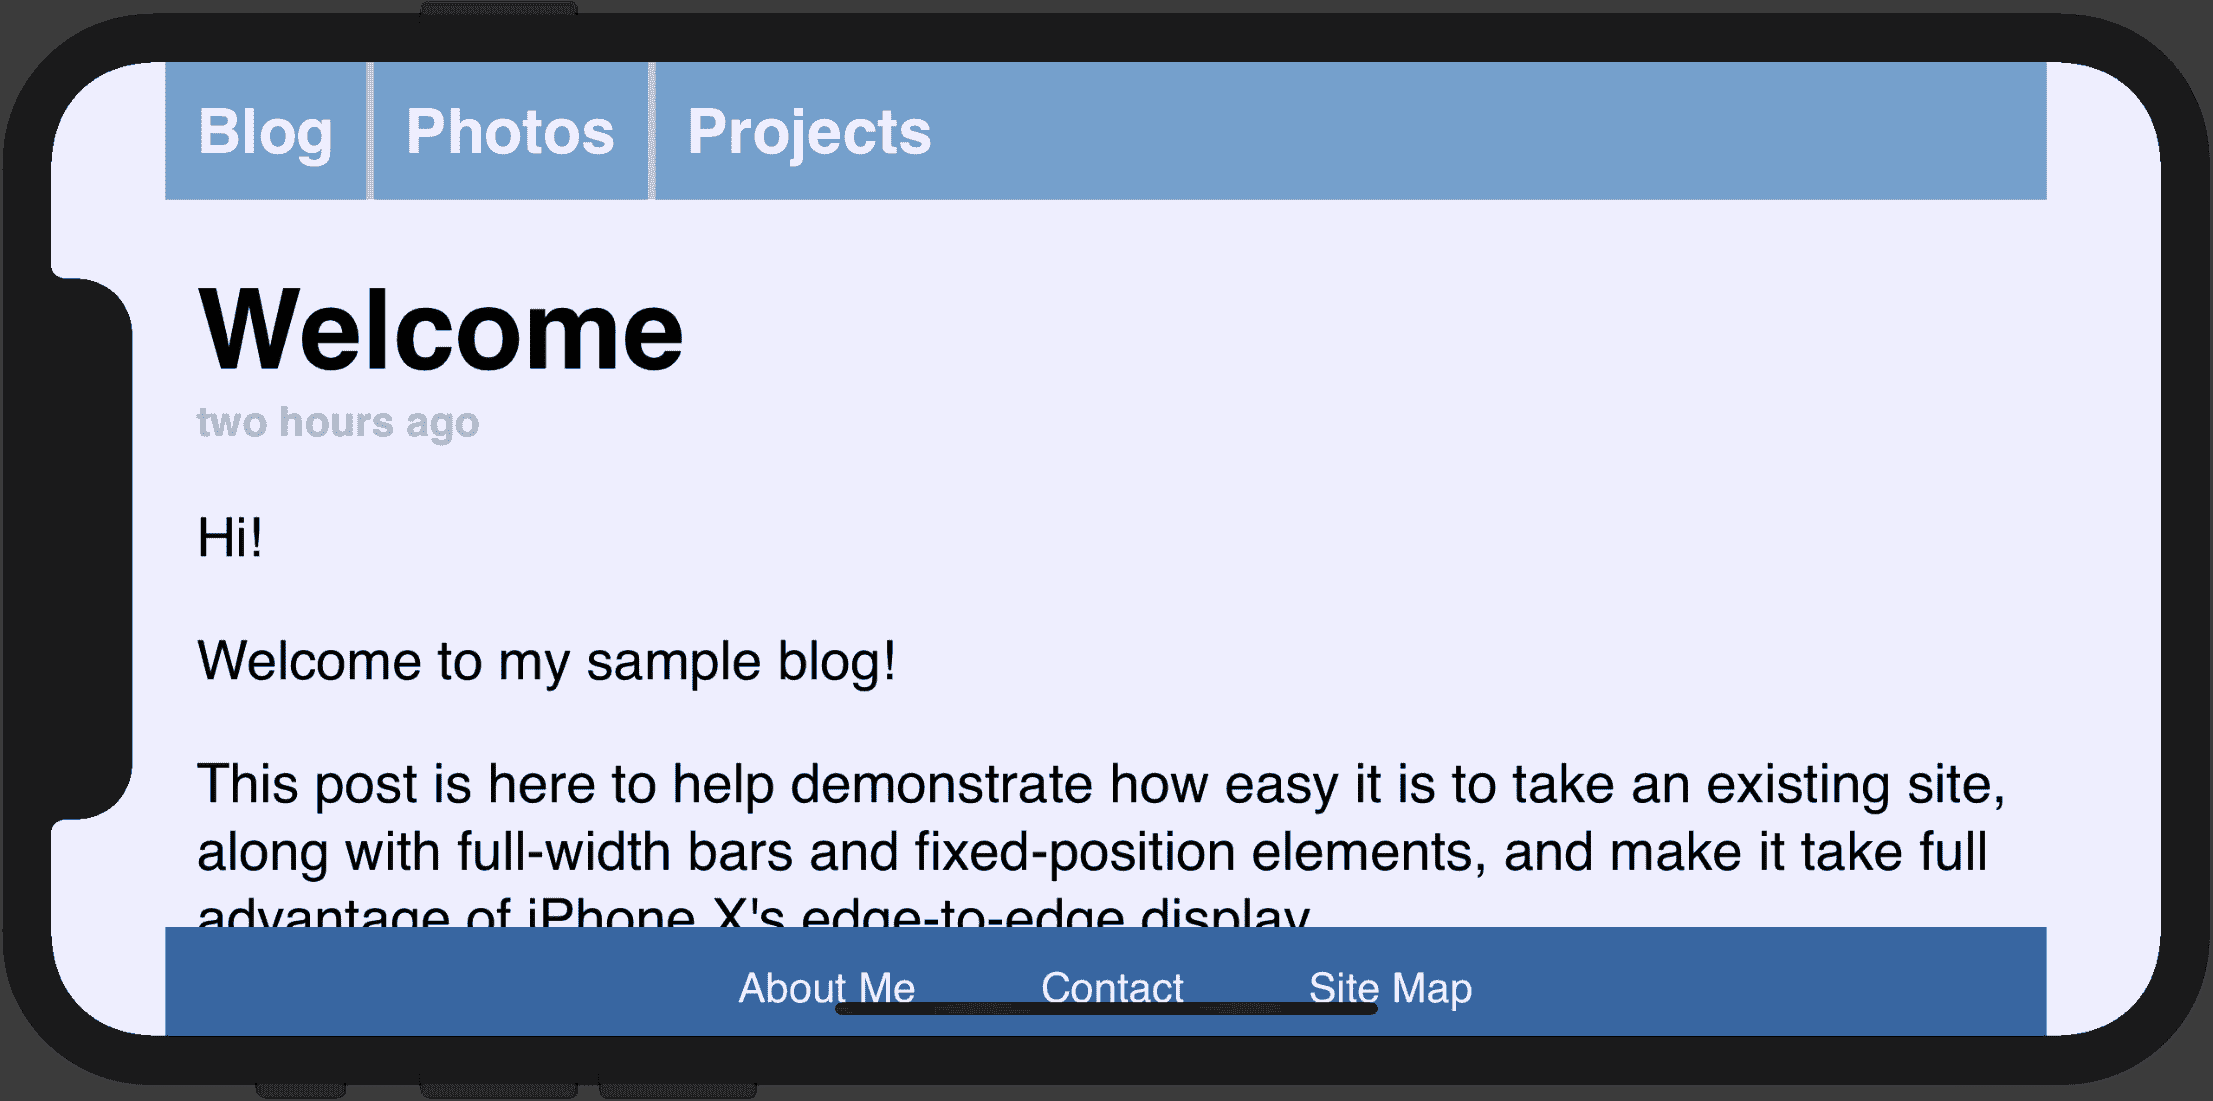 Blog Photos Projects
Welcome
two hours ago
Hi!
Welcome to my sample blog!
This post is here to help demonstrate how easy it is to take an existing site,
along with full-width bars and fixed-position elements, and make it take full
advantage of iPhone X's edge-to-edge display
About Me Contact Site Map